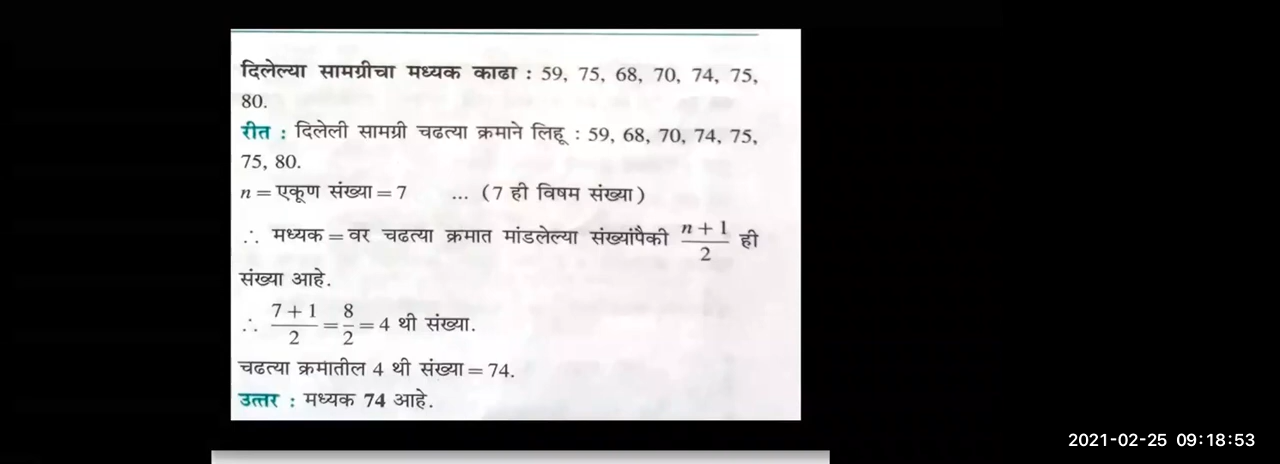 दिलेल्या सामग्रीचा मध्यक काढा : 59, 75, 68, 70, 74, 75,
80.
रीत : दिलेली सामग्री चढत्या क्रमाने लिहू : 59, 68, 70, 74, 75,
75, 80.
n = एकूण संख्या = 7 ... (7 ही विषम संख्या)
∴ मध्यक = वर चढत्या क्रमात मांडलेल्या संख्यांपैकी (n + 1)/2 ही
संख्या आहे.
∴ (7 + 1)/2 = 8/2 = 4 थी संख्या.
चढत्या क्रमातील 4 थी संख्या = 74.
उत्तर : मध्यक 74 आहे.
2021-02-25 09:18:53